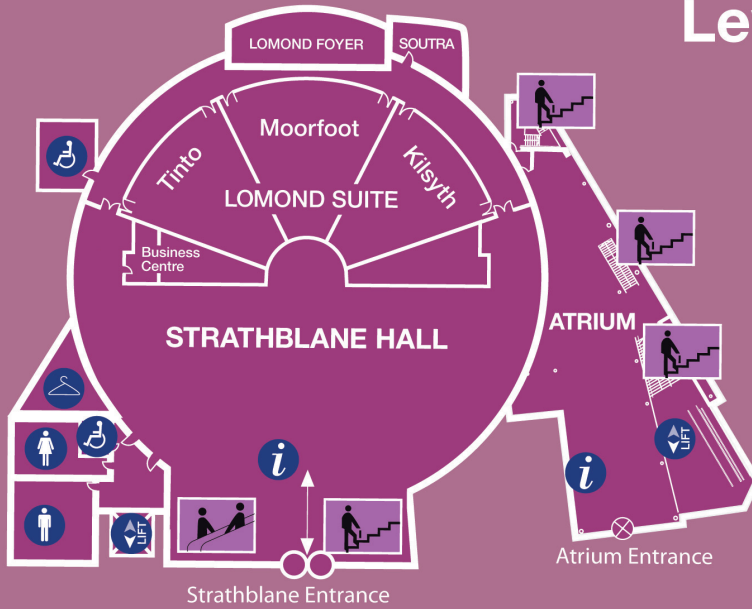 Le
LOMOND FOYER
SOUTRA
Moorfoot
Tinto
Kilsyth
LOMOND SUITE
Business
Centre
STRATHBLANE HALL
ATRIUM
i
LIFT
i
LIFT
Strathblane Entrance
Atrium Entrance